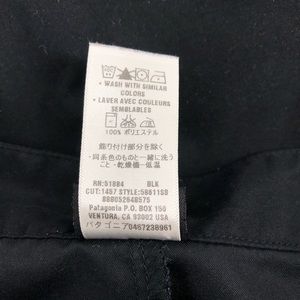 • WASH WITH SIMILAR
COLORS
• LAVER AVEC COULEURS
SEMBLABLES
100% ポリエステル
飾り付け部分を除く
・同系色のものと一緒に洗う
こと・乾燥機―低温
RN:51884 BLK
CUT:1457 STYLE:58611S8
888052648575
Patagonia P.O. BOX 150
VENTURA, CA 93002 USA
パタゴニア0467238961